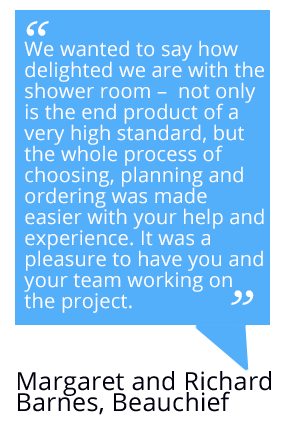 “
We wanted to say how
delighted we are with the
shower room –  not only
is the end product of a
very high standard, but
the whole process of
choosing, planning and
ordering was made
easier with your help and
experience. It was a
pleasure to have you and
your team working on
the project. ”
Margaret and Richard
Barnes, Beauchief